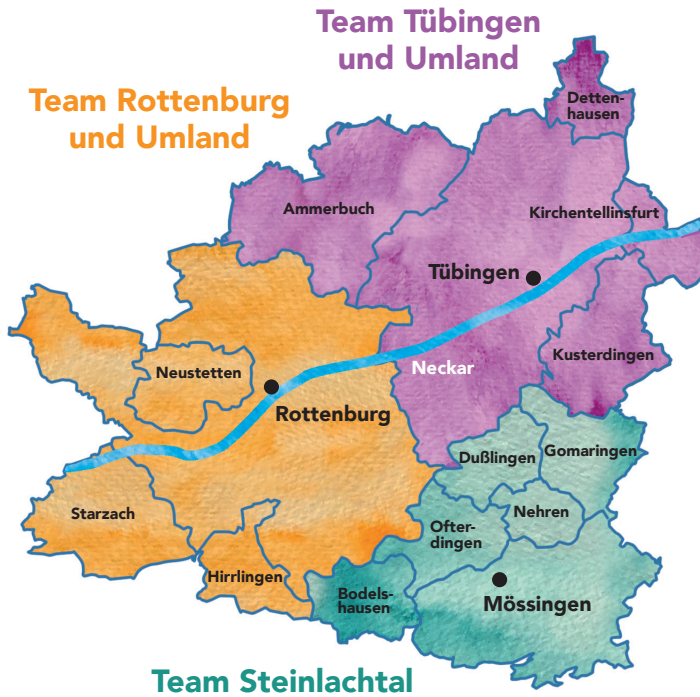 Team Tübingen
und Umland
Team Rottenburg
und Umland
Detten-
hausen
Ammerbuch
Kirchentellinsfurt
Tübingen
Kusterdingen
Neckar
Neustetten
Rottenburg
Dußlingen
Gomaringen
Starzach
Nehren
Ofter-
dingen
Hirrlingen
Bodels-
hausen
Mössingen
Team Steinlachtal